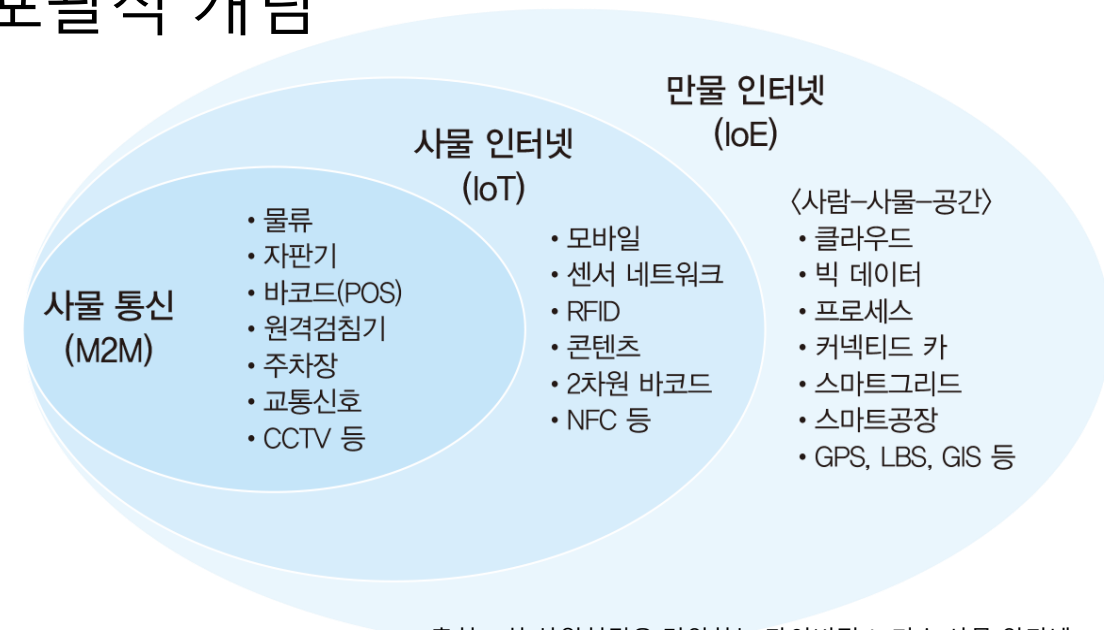 포괄적 개념
만물 인터넷
(IoE)
사물 인터넷
(IoT)
사물 통신
(M2M)
• 물류
• 자판기
• 바코드(POS)
• 원격검침기
• 주차장
• 교통신호
• CCTV 등
• 모바일
• 센서 네트워크
• RFID
• 콘텐츠
• 2차원 바코드
• NFC 등
〈사람–사물–공간〉
• 클라우드
• 빅 데이터
• 프로세스
• 커넥티드 카
• 스마트그리드
• 스마트공장
• GPS, LBS, GIS 등